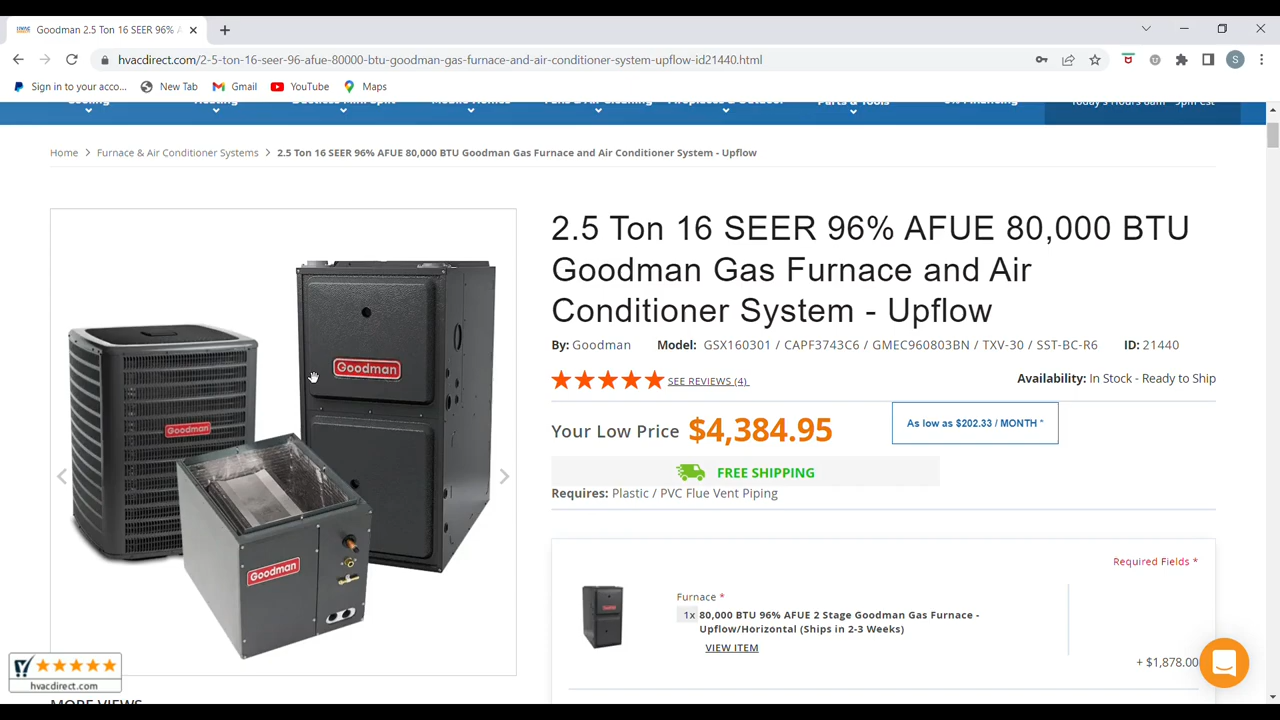 Goodman 2.5 Ton 16 SEER 96% A
hvacdirect.com/2-5-ton-16-seer-96-afue-80000-btu-goodman-gas-furnace-and-air-conditioner-system-upflow-id21440.html
S
Sign in to your acco...
New Tab
Gmail
YouTube
Maps
Cooling
Heating
Ductless Mini Split
Mobile Homes
Fans & Air Cleaning
Fireplaces & Outdoor
Parts & Tools
0% Financing
Today's Hours 8am - 9pm Est
Home > Furnace & Air Conditioner Systems > 2.5 Ton 16 SEER 96% AFUE 80,000 BTU Goodman Gas Furnace and Air Conditioner System - Upflow
Goodman
Goodman
Goodman
2.5 Ton 16 SEER 96% AFUE 80,000 BTU
Goodman Gas Furnace and Air
Conditioner System - Upflow
By: Goodman Model: GSX160301 / CAPF3743C6 / GMEC960803BN / TXV-30 / SST-BC-R6 ID: 21440
SEE REVIEWS (4)
Availability: In Stock - Ready to Ship
Your Low Price $4,384.95
As low as $202.33 / MONTH *
FREE SHIPPING
Requires: Plastic / PVC Flue Vent Piping
Required Fields *
Furnace *
1x 80,000 BTU 96% AFUE 2 Stage Goodman Gas Furnace -
Upflow/Horizontal (Ships in 2-3 Weeks)
VIEW ITEM
+ $1,878.00
hvacdirect.com
MORE VIEWS